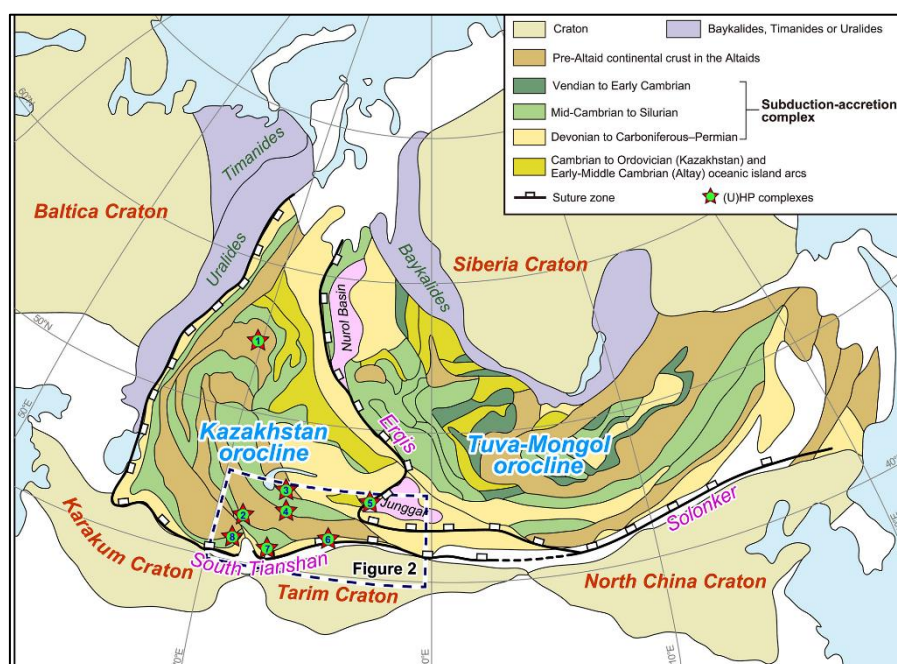 Craton
Baykalides, Timanides or Uralides
Pre-Altaid continental crust in the Altaids
Vendian to Early Cambrian
Mid-Cambrian to Silurian
Devonian to Carboniferous–Permian
Subduction-accretion
complex
Cambrian to Ordovician (Kazakhstan) and
Early-Middle Cambrian (Altay) oceanic island arcs
Suture zone
(U)HP complexes
60°N
Timanides
Baltica Craton
Uralides
Baykalides
Siberia Craton
Nurol Basin
50°N
50°E
1
Kazakhstan
orocline
Erqis
Tuva-Mongol
orocline
3
5
Junggar
2
4
8
7
6
Solonker
Karakum Craton
South Tianshan
Figure 2
Tarim Craton
North China Craton